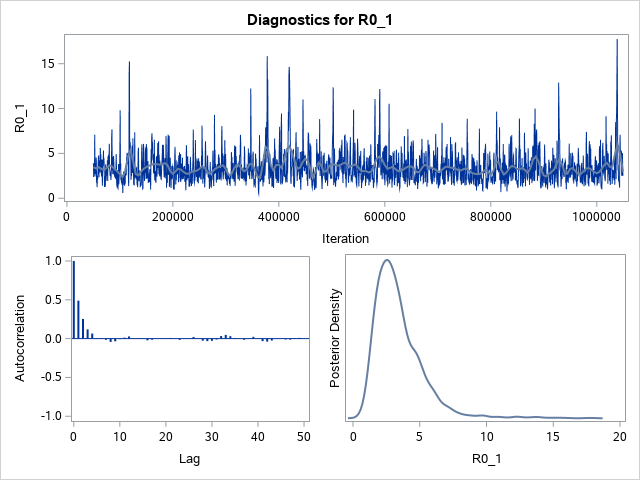 Diagnostics for R0_1
15
10
5
0
R0_1
0 200000 400000 600000 800000 1000000
Iteration
1.0
0.5
0.0
-0.5
-1.0
Autocorrelation
0 10 20 30 40 50
Lag
Posterior Density
0 5 10 15 20
R0_1